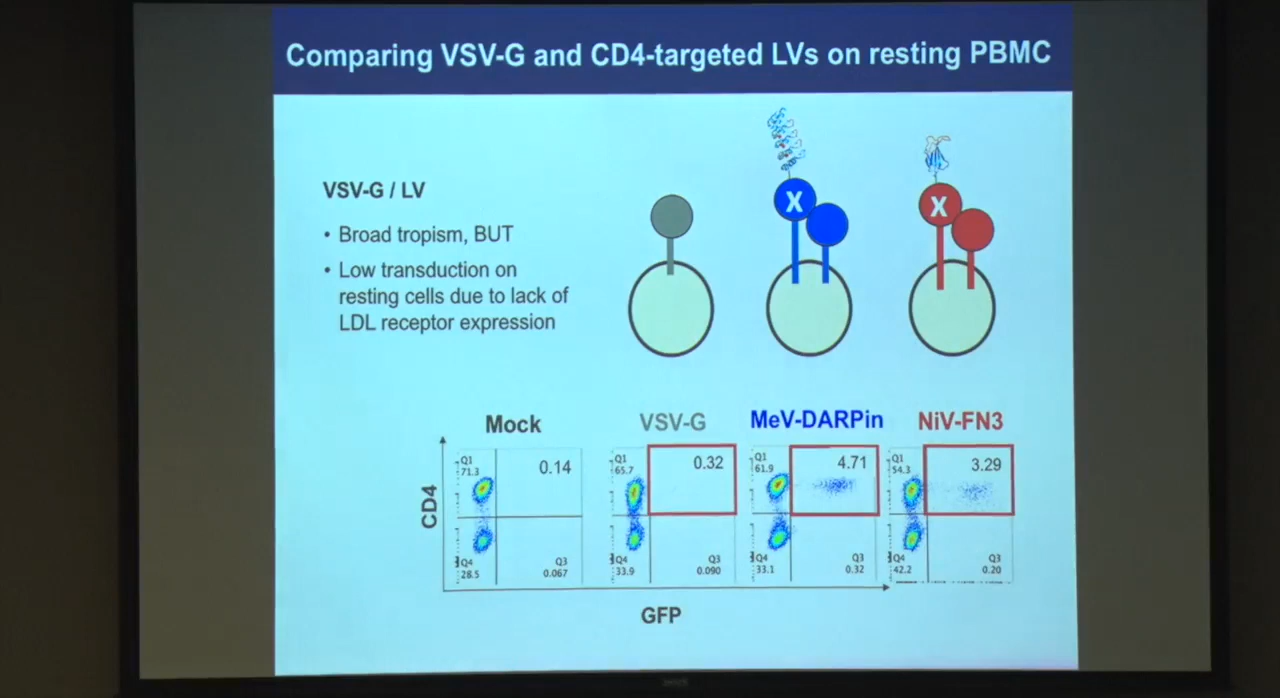 Comparing VSV-G and CD4-targeted LVs on resting PBMC
VSV-G / LV
• Broad tropism, BUT
• Low transduction on
resting cells due to lack of
LDL receptor expression
X
X
Mock
VSV-G
MeV-DARPin
NiV-FN3
CD4
Q1
71.3
0.14
Q4
28.5
Q3
0.067
Q1
65.7
0.32
Q4
33.9
Q3
0.090
Q1
61.9
4.71
Q4
33.1
Q3
0.32
Q1
54.3
3.29
Q4
42.2
Q3
0.20
GFP